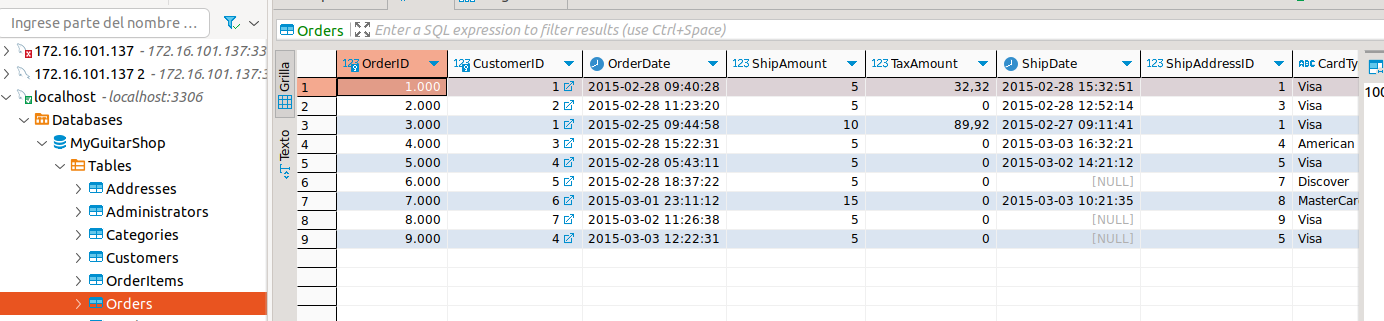 Ingrese parte del nombre ...
172.16.101.137 - 172.16.101.137:33
172.16.101.137 2 - 172.16.101.137:
localhost - localhost:3306
Databases
MyGuitarShop
Tables
Addresses
Administrators
Categories
Customers
OrderItems
Orders
Orders Enter a SQL expression to filter results (use Ctrl+Space)
Grilla
Texto
123 OrderID 123 CustomerID OrderDate 123 ShipAmount 123 TaxAmount ShipDate 123 ShipAddressID ABC CardTy
1 1.000 1 2015-02-28 09:40:28 5 32,32 2015-02-28 15:32:51 1 Visa
2 2.000 2 2015-02-28 11:23:20 5 0 2015-02-28 12:52:14 3 Visa
3 3.000 1 2015-02-25 09:44:58 10 89,92 2015-02-27 09:11:41 1 Visa
4 4.000 3 2015-02-28 15:22:31 5 0 2015-03-03 16:32:21 4 American
5 5.000 4 2015-02-28 05:43:11 5 0 2015-03-02 14:21:12 5 Visa
6 6.000 5 2015-02-28 18:37:22 5 0 [NULL] 7 Discover
7 7.000 6 2015-03-01 23:11:12 15 0 2015-03-03 10:21:35 8 MasterCar
8 8.000 7 2015-03-02 11:26:38 5 0 [NULL] 9 Visa
9 9.000 4 2015-03-03 12:22:31 5 0 [NULL] 5 Visa
100